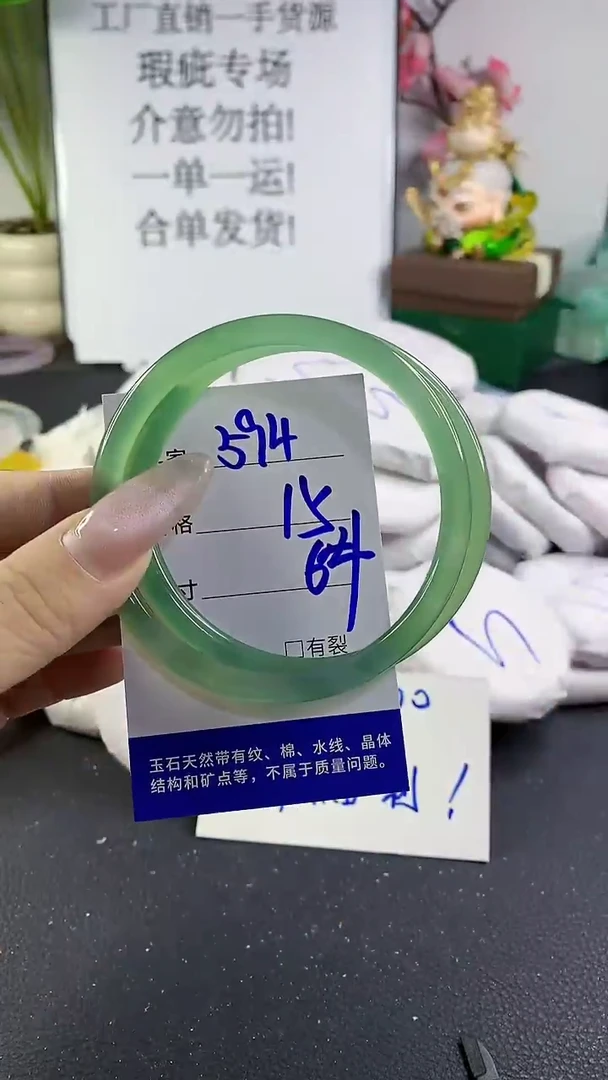 工厂直销一手货源
瑕疵专场
介意勿拍!
一单一运!
合单发货!
594
格 15
寸 64
□有裂
玉石天然带有纹、棉、水线、晶体
结构和矿点等，不属于质量问题。